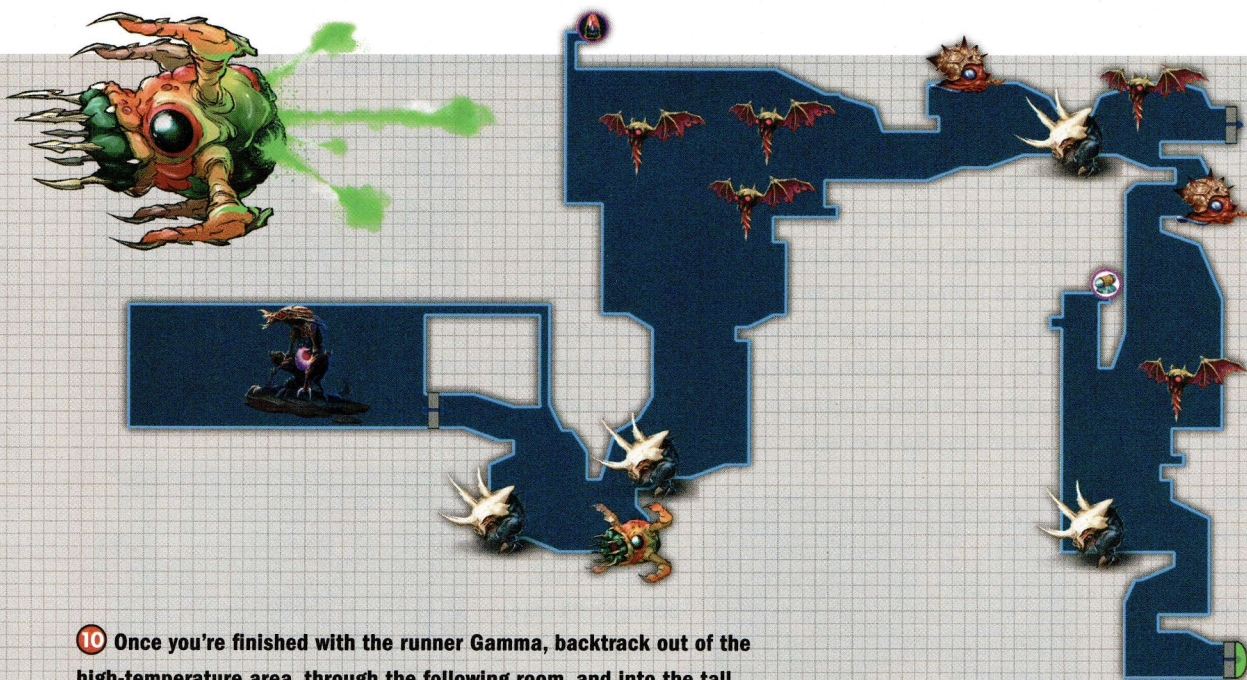 10 Once you're finished with the runner Gamma, backtrack out of the
high-temperature area, through the following room, and into the tall